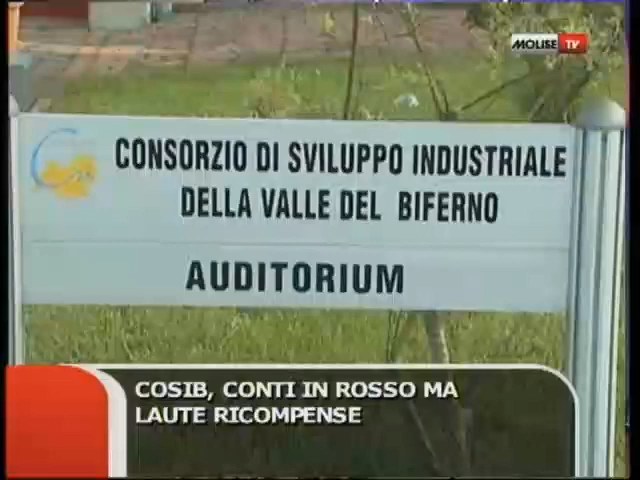 MOLISE TV
CONSORZIO DI SVILUPPO INDUSTRIALE
DELLA VALLE DEL BIFERNO
AUDITORIUM
COSIB, CONTI IN ROSSO MA
LAUTE RICOMPENSE